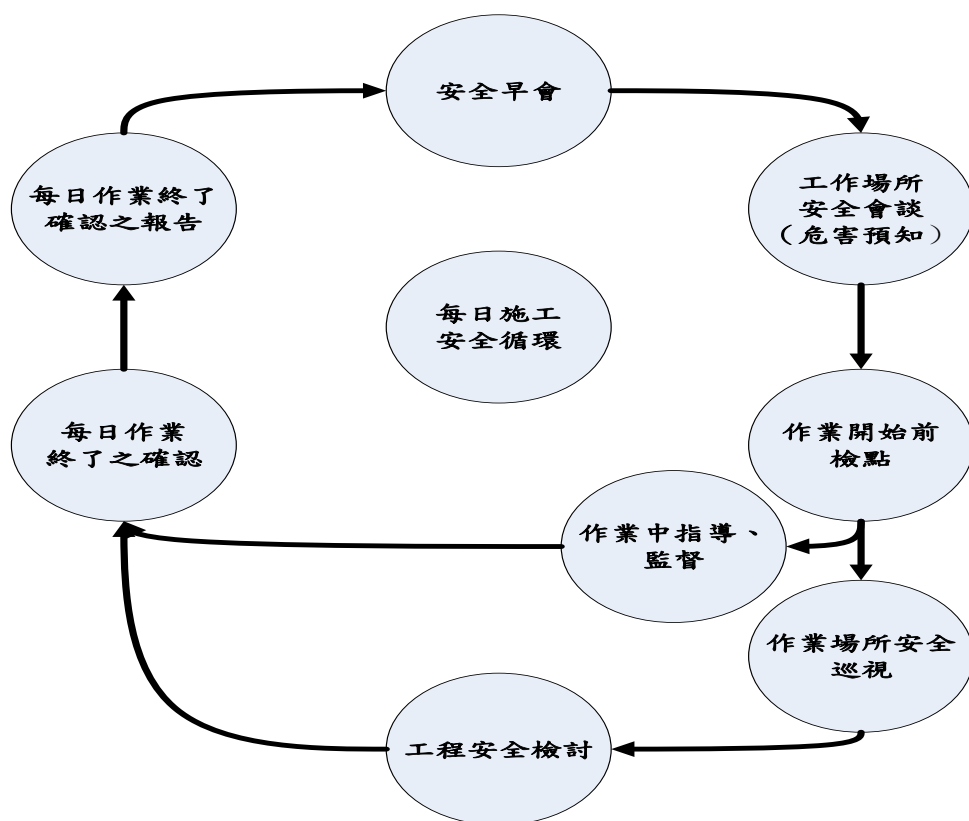 安全早會
工作場所
安全會談
（危害預知）
作業開始前
檢點
作業中指導、
監督
作業場所安全
巡視
工程安全檢討
每日作業
終了之確認
每日作業終了
確認之報告
每日施工
安全循環